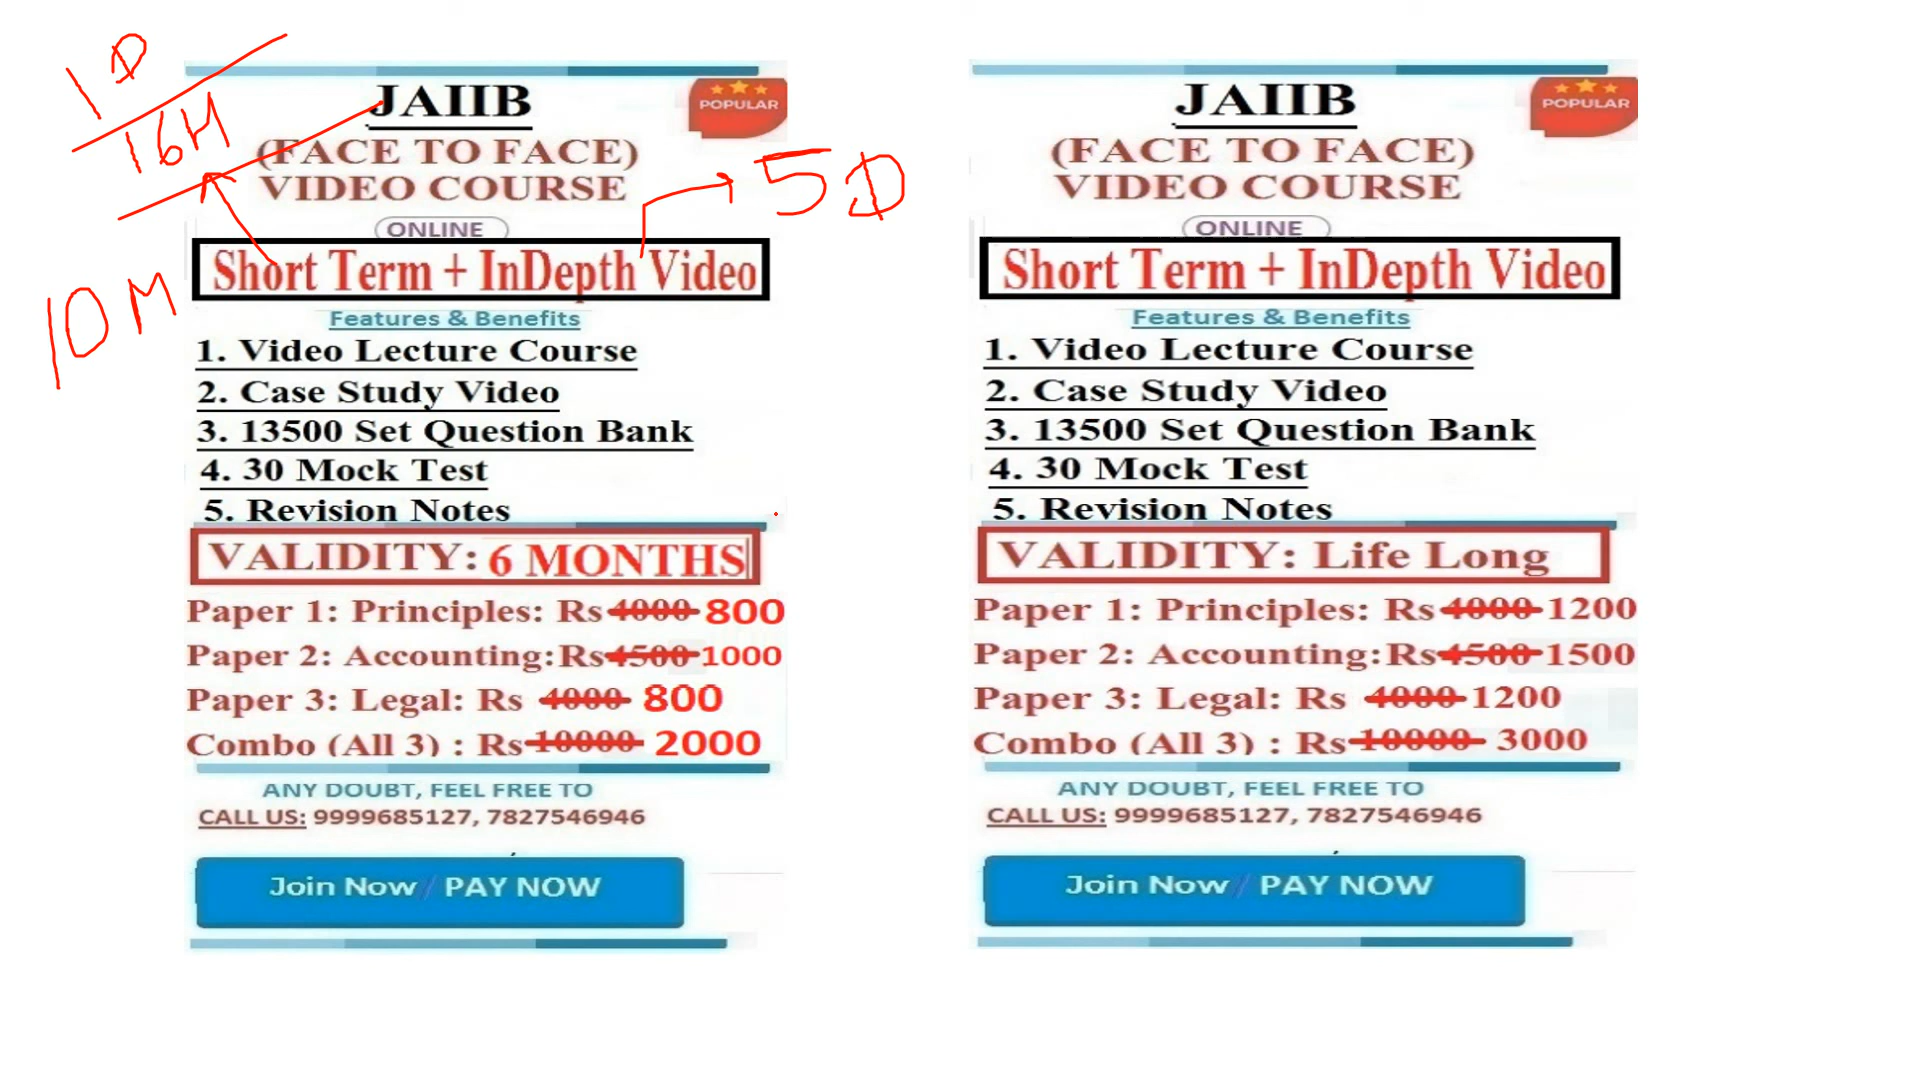 1 D
16H
10M
5D
JAIIB
POPULAR
(FACE TO FACE)
VIDEO COURSE
ONLINE
Short Term + InDepth Video
Features & Benefits
1. Video Lecture Course
2. Case Study Video
3. 13500 Set Question Bank
4. 30 Mock Test
5. Revision Notes
VALIDITY: 6 MONTHS
Paper 1: Principles: Rs 4000 800
Paper 2: Accounting: Rs 4500 1000
Paper 3: Legal: Rs 4000 800
Combo (All 3) : Rs 10000 2000
ANY DOUBT, FEEL FREE TO
CALL US: 9999685127, 7827546946
Join Now / PAY NOW
JAIIB
POPULAR
(FACE TO FACE)
VIDEO COURSE
ONLINE
Short Term + InDepth Video
Features & Benefits
1. Video Lecture Course
2. Case Study Video
3. 13500 Set Question Bank
4. 30 Mock Test
5. Revision Notes
VALIDITY: Life Long
Paper 1: Principles: Rs 4000 1200
Paper 2: Accounting: Rs 4500 1500
Paper 3: Legal: Rs 4000 1200
Combo (All 3) : Rs 10000 3000
ANY DOUBT, FEEL FREE TO
CALL US: 9999685127, 7827546946
Join Now / PAY NOW